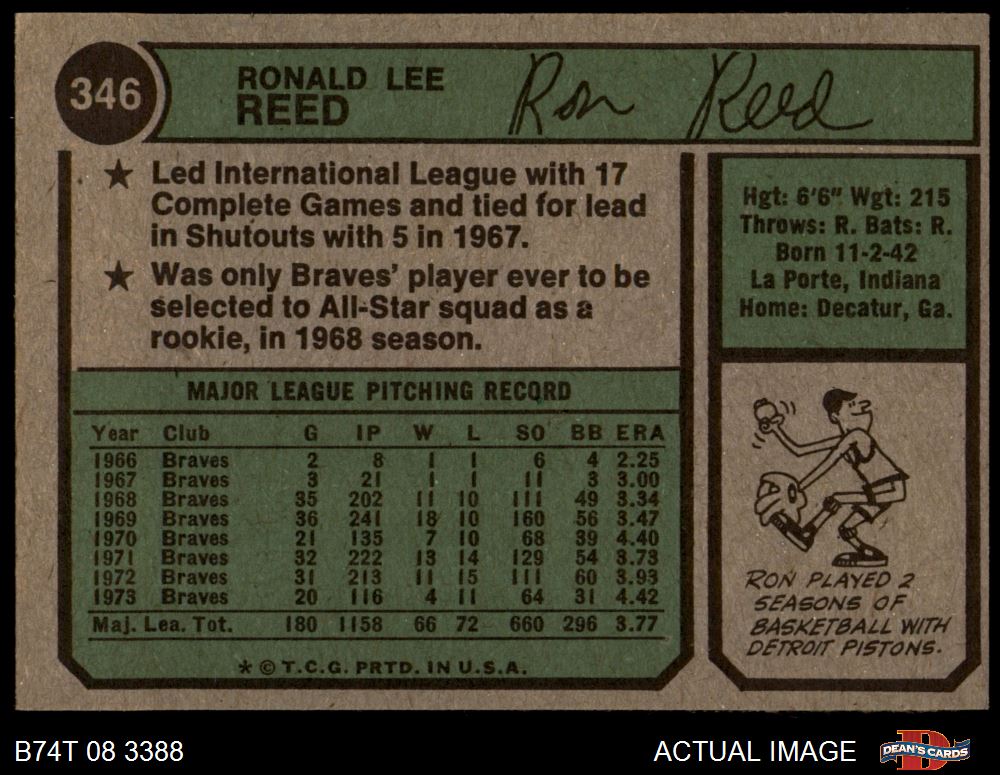 346
RONALD LEE
REED
Ron Reed
★ Led International League with 17
Complete Games and tied for lead
in Shutouts with 5 in 1967.
★ Was only Braves' player ever to be
selected to All-Star squad as a
rookie, in 1968 season.
Hgt: 6'6" Wgt: 215
Throws: R. Bats: R.
Born 11-2-42
La Porte, Indiana
Home: Decatur, Ga.
MAJOR LEAGUE PITCHING RECORD
Year Club G IP W L SO BB ERA
1966 Braves 2 8 1 1 6 4 2.25
1967 Braves 3 21 1 1 11 3 3.00
1968 Braves 35 202 11 10 111 49 3.34
1969 Braves 36 241 18 10 160 56 3.47
1970 Braves 21 135 7 10 68 39 4.40
1971 Braves 32 222 13 14 129 54 3.73
1972 Braves 31 213 11 15 111 60 3.93
1973 Braves 20 116 4 11 64 31 4.42
Maj. Lea. Tot. 180 1158 66 72 660 296 3.77
* © T.C.G. PRTD. IN U.S.A.
RON PLAYED 2
SEASONS OF
BASKETBALL WITH
DETROIT PISTONS.
B74T 08 3388
ACTUAL IMAGE
D
DEAN'S CARDS